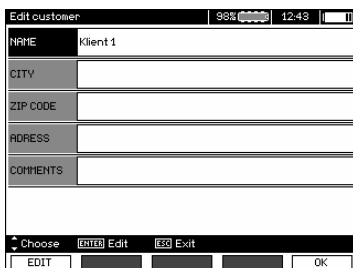 Edit customer 98% 12:43
NAME Klient 1
CITY
ZIP CODE
ADRESS
COMMENTS
Choose ENTER Edit ESC Exit
EDIT OK